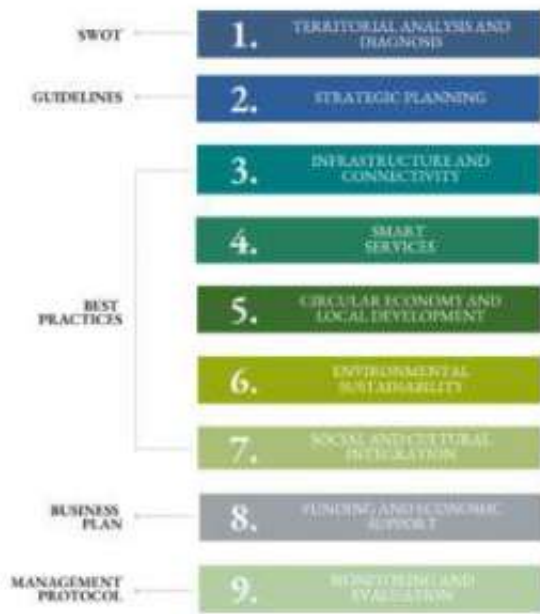 SWOT
1.
TERRITORIAL ANALYSIS AND
DIAGNOSIS
GUIDELINES
2.
STRATEGIC PLANNING
3.
INFRASTRUCTURE AND
CONNECTIVITY
4.
SMART
SERVICES
BEST
PRACTICES
5.
CIRCULAR ECONOMY AND
LOCAL DEVELOPMENT
6.
ENVIRONMENTAL
SUSTAINABILITY
7.
SOCIAL AND CULTURAL
INTEGRATION
BUSINESS
PLAN
8.
FUNDING AND ECONOMIC
SUPPORT
MANAGEMENT
PROTOCOL
9.
MONITORING AND
EVALUATION